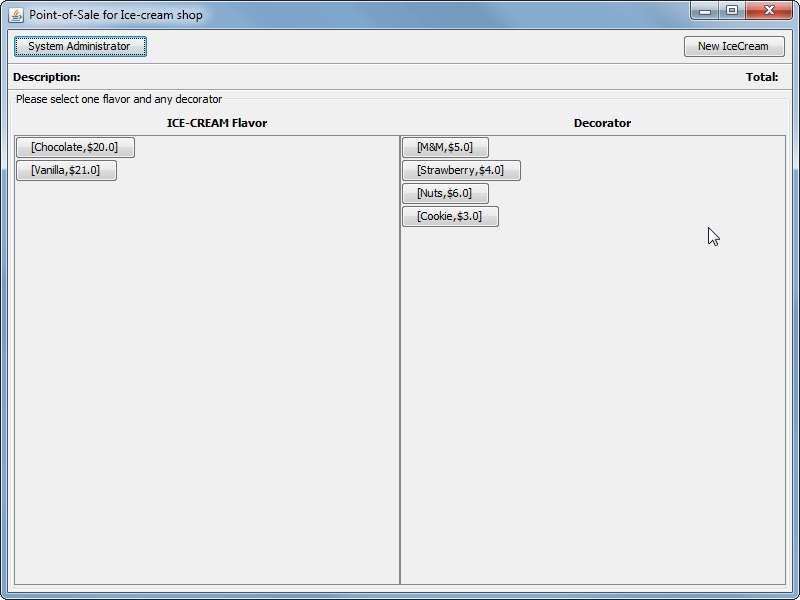 Point-of-Sale for Ice-cream shop
System Administrator
New IceCream
Description:
Total:
Please select one flavor and any decorator
ICE-CREAM Flavor
Decorator
[Chocolate,$20.0]
[Vanilla,$21.0]
[M&M,$5.0]
[Strawberry,$4.0]
[Nuts,$6.0]
[Cookie,$3.0]